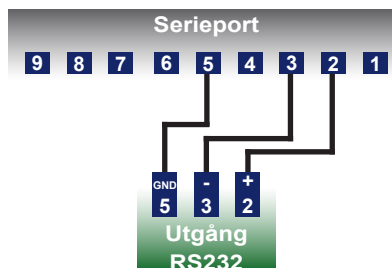 Serieport
9 8 7 6 5 4 3 2 1
GND - +
5 3 2
Utgång
RS232